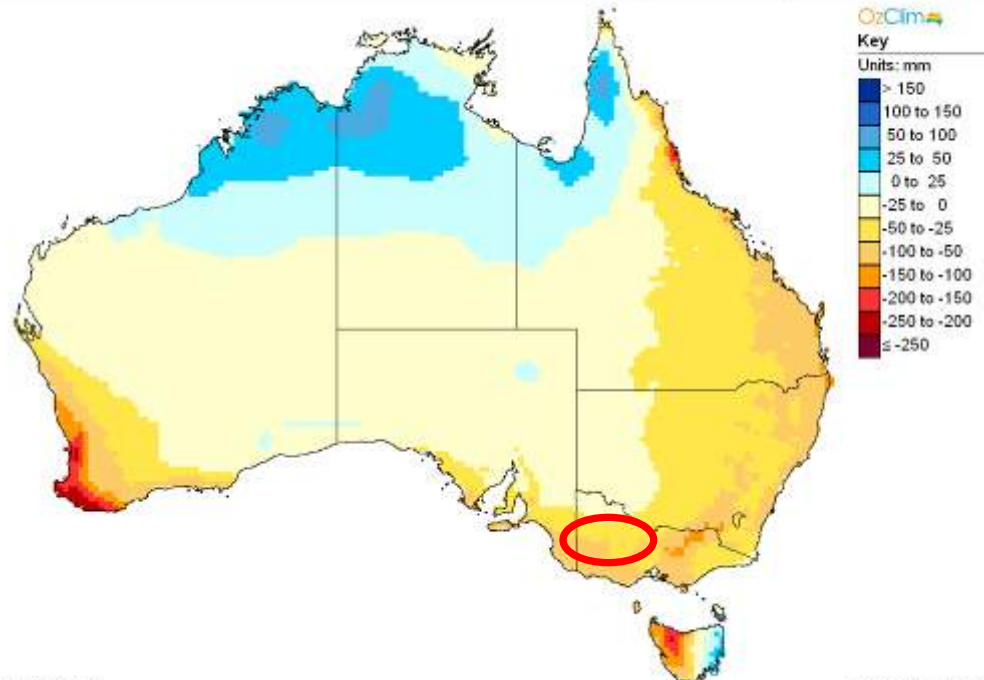 OzClim
Key
Units: mm
> 150
100 to 150
50 to 100
25 to 50
0 to 25
-25 to 0
-50 to -25
-100 to -50
-150 to -100
-200 to -150
-250 to -200
≤ -250